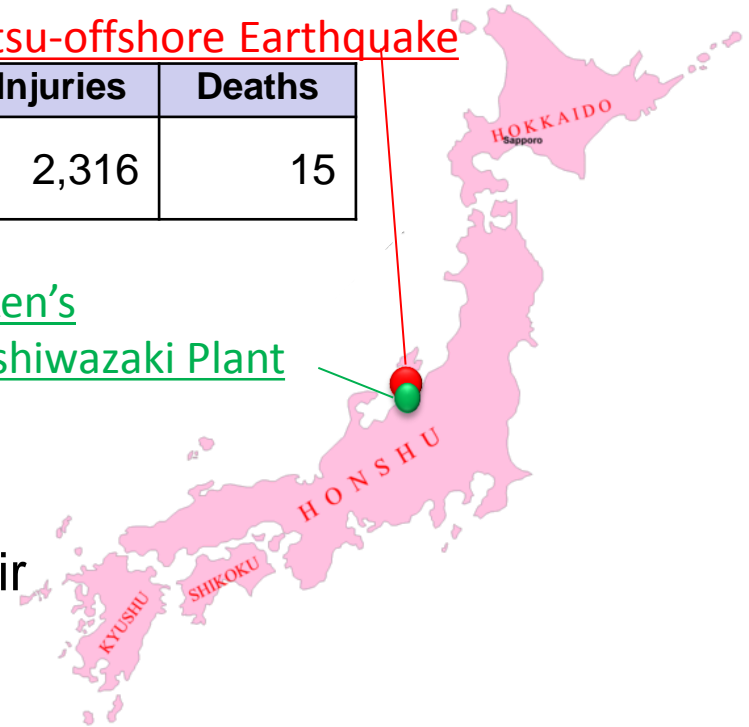 tsu-offshore Earthquake
Injuries Deaths
2,316 15
en's
shiwazaki Plant
ir
HOKKAIDO
Sapporo
HONSHU
SHIKOKU
KYUSHU